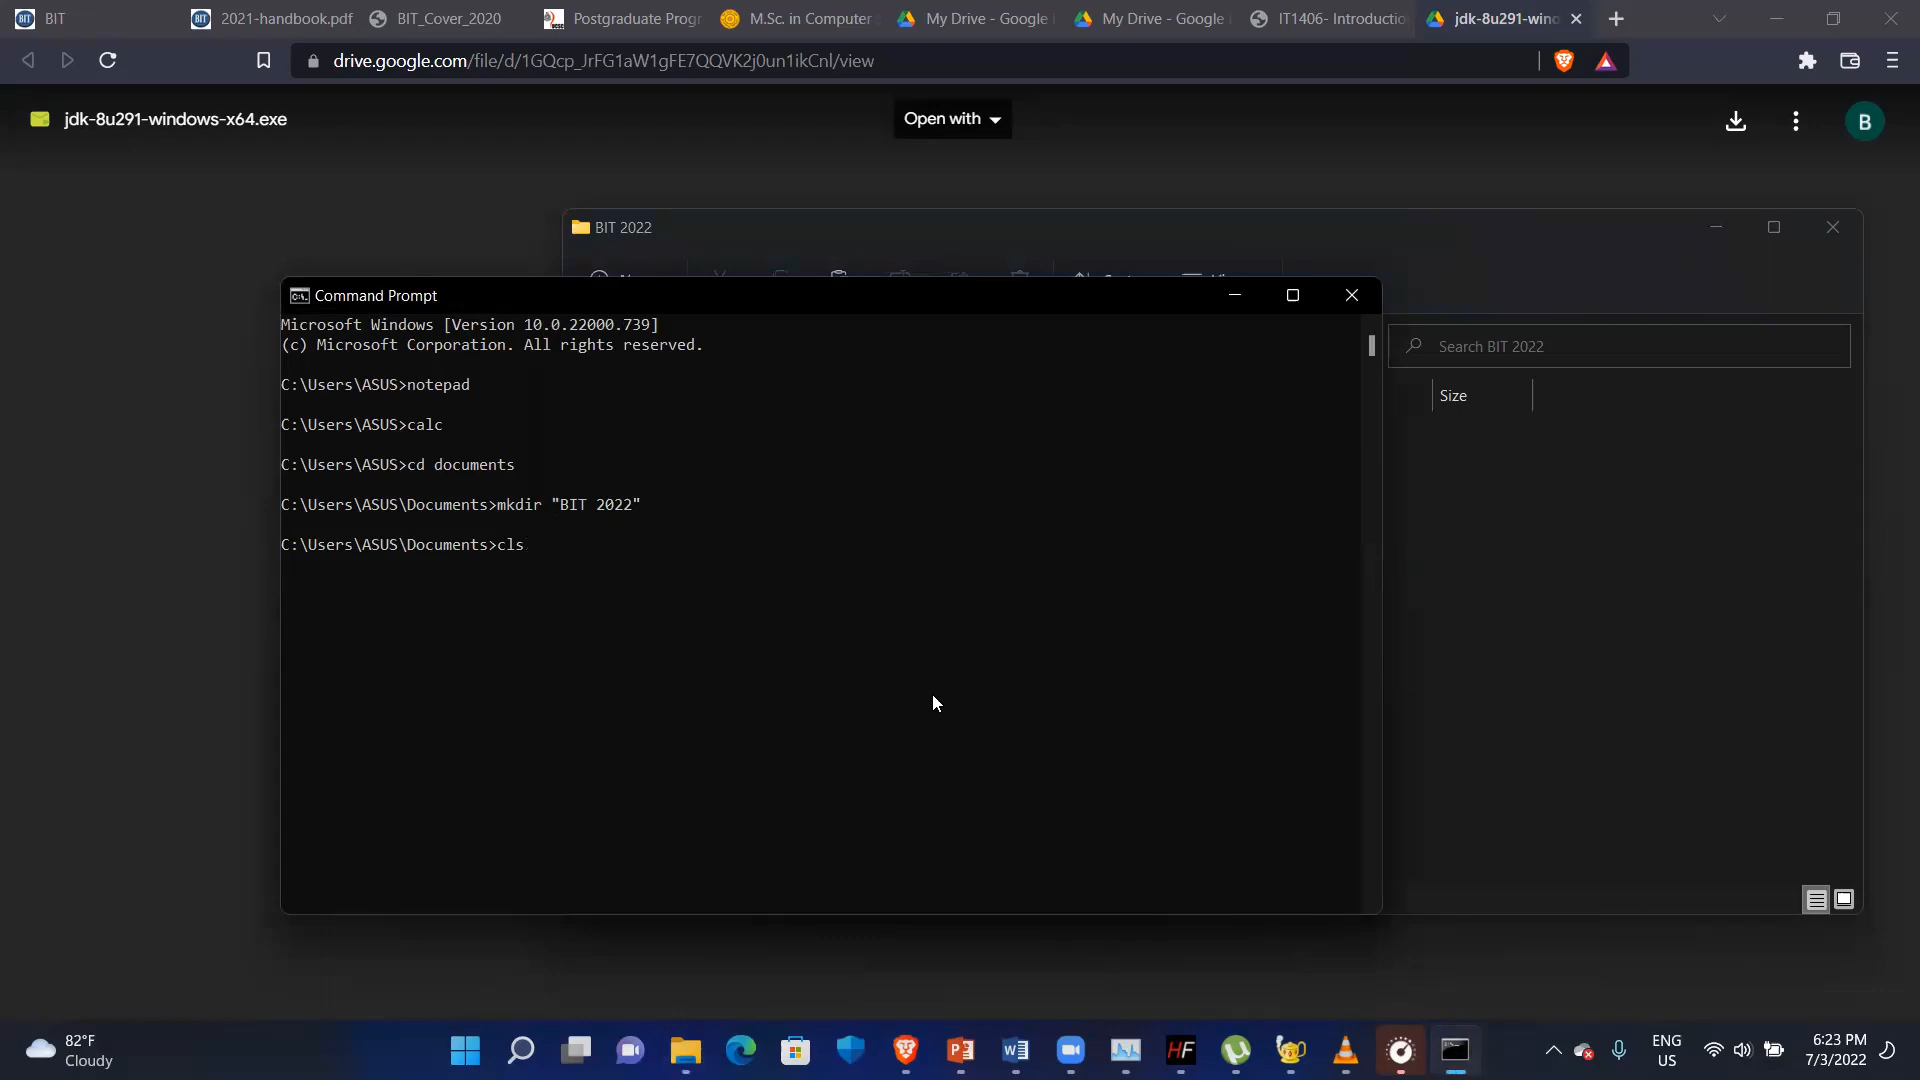 BIT
2021-handbook.pdf
BIT_Cover_2020
Postgraduate Progr
M.Sc. in Computer
My Drive - Google
My Drive - Google
IT1406- Introductio
jdk-8u291-wind
drive.google.com/file/d/1GQcp_JrFG1aW1gFE7QQVK2j0un1ikCnl/view
jdk-8u291-windows-x64.exe
Open with
B
BIT 2022
Command Prompt
Microsoft Windows [Version 10.0.22000.739]
(c) Microsoft Corporation. All rights reserved.
C:\Users\ASUS>notepad
C:\Users\ASUS>calc
C:\Users\ASUS>cd documents
C:\Users\ASUS\Documents>mkdir "BIT 2022"
C:\Users\ASUS\Documents>cls
Search BIT 2022
Size
82°F
Cloudy
HF
ENG
US
6:23 PM
7/3/2022